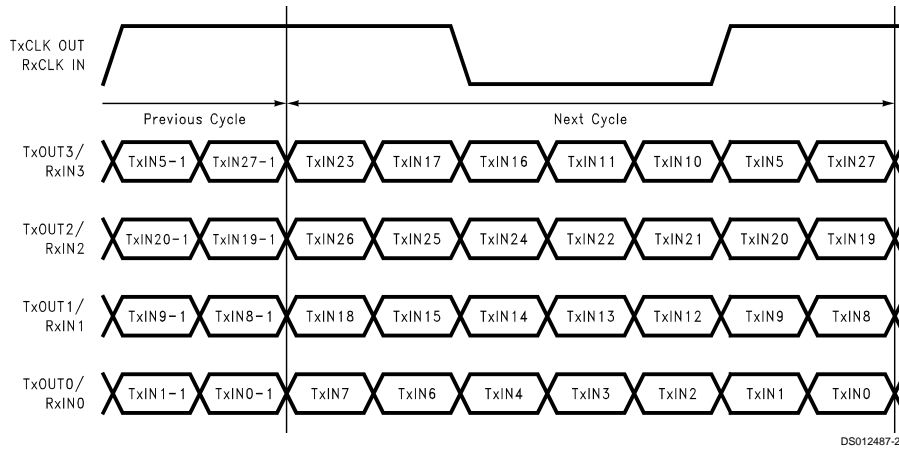 TxCLK OUT
RxCLK IN
Previous Cycle
Next Cycle
TxOUT3/
RxIN3
TxIN5-1 TxIN27-1 TxIN23 TxIN17 TxIN16 TxIN11 TxIN10 TxIN5 TxIN27
TxOUT2/
RxIN2
TxIN20-1 TxIN19-1 TxIN26 TxIN25 TxIN24 TxIN22 TxIN21 TxIN20 TxIN19
TxOUT1/
RxIN1
TxIN9-1 TxIN8-1 TxIN18 TxIN15 TxIN14 TxIN13 TxIN12 TxIN9 TxIN8
TxOUT0/
RxIN0
TxIN1-1 TxIN0-1 TxIN7 TxIN6 TxIN4 TxIN3 TxIN2 TxIN1 TxIN0
DS012487-2